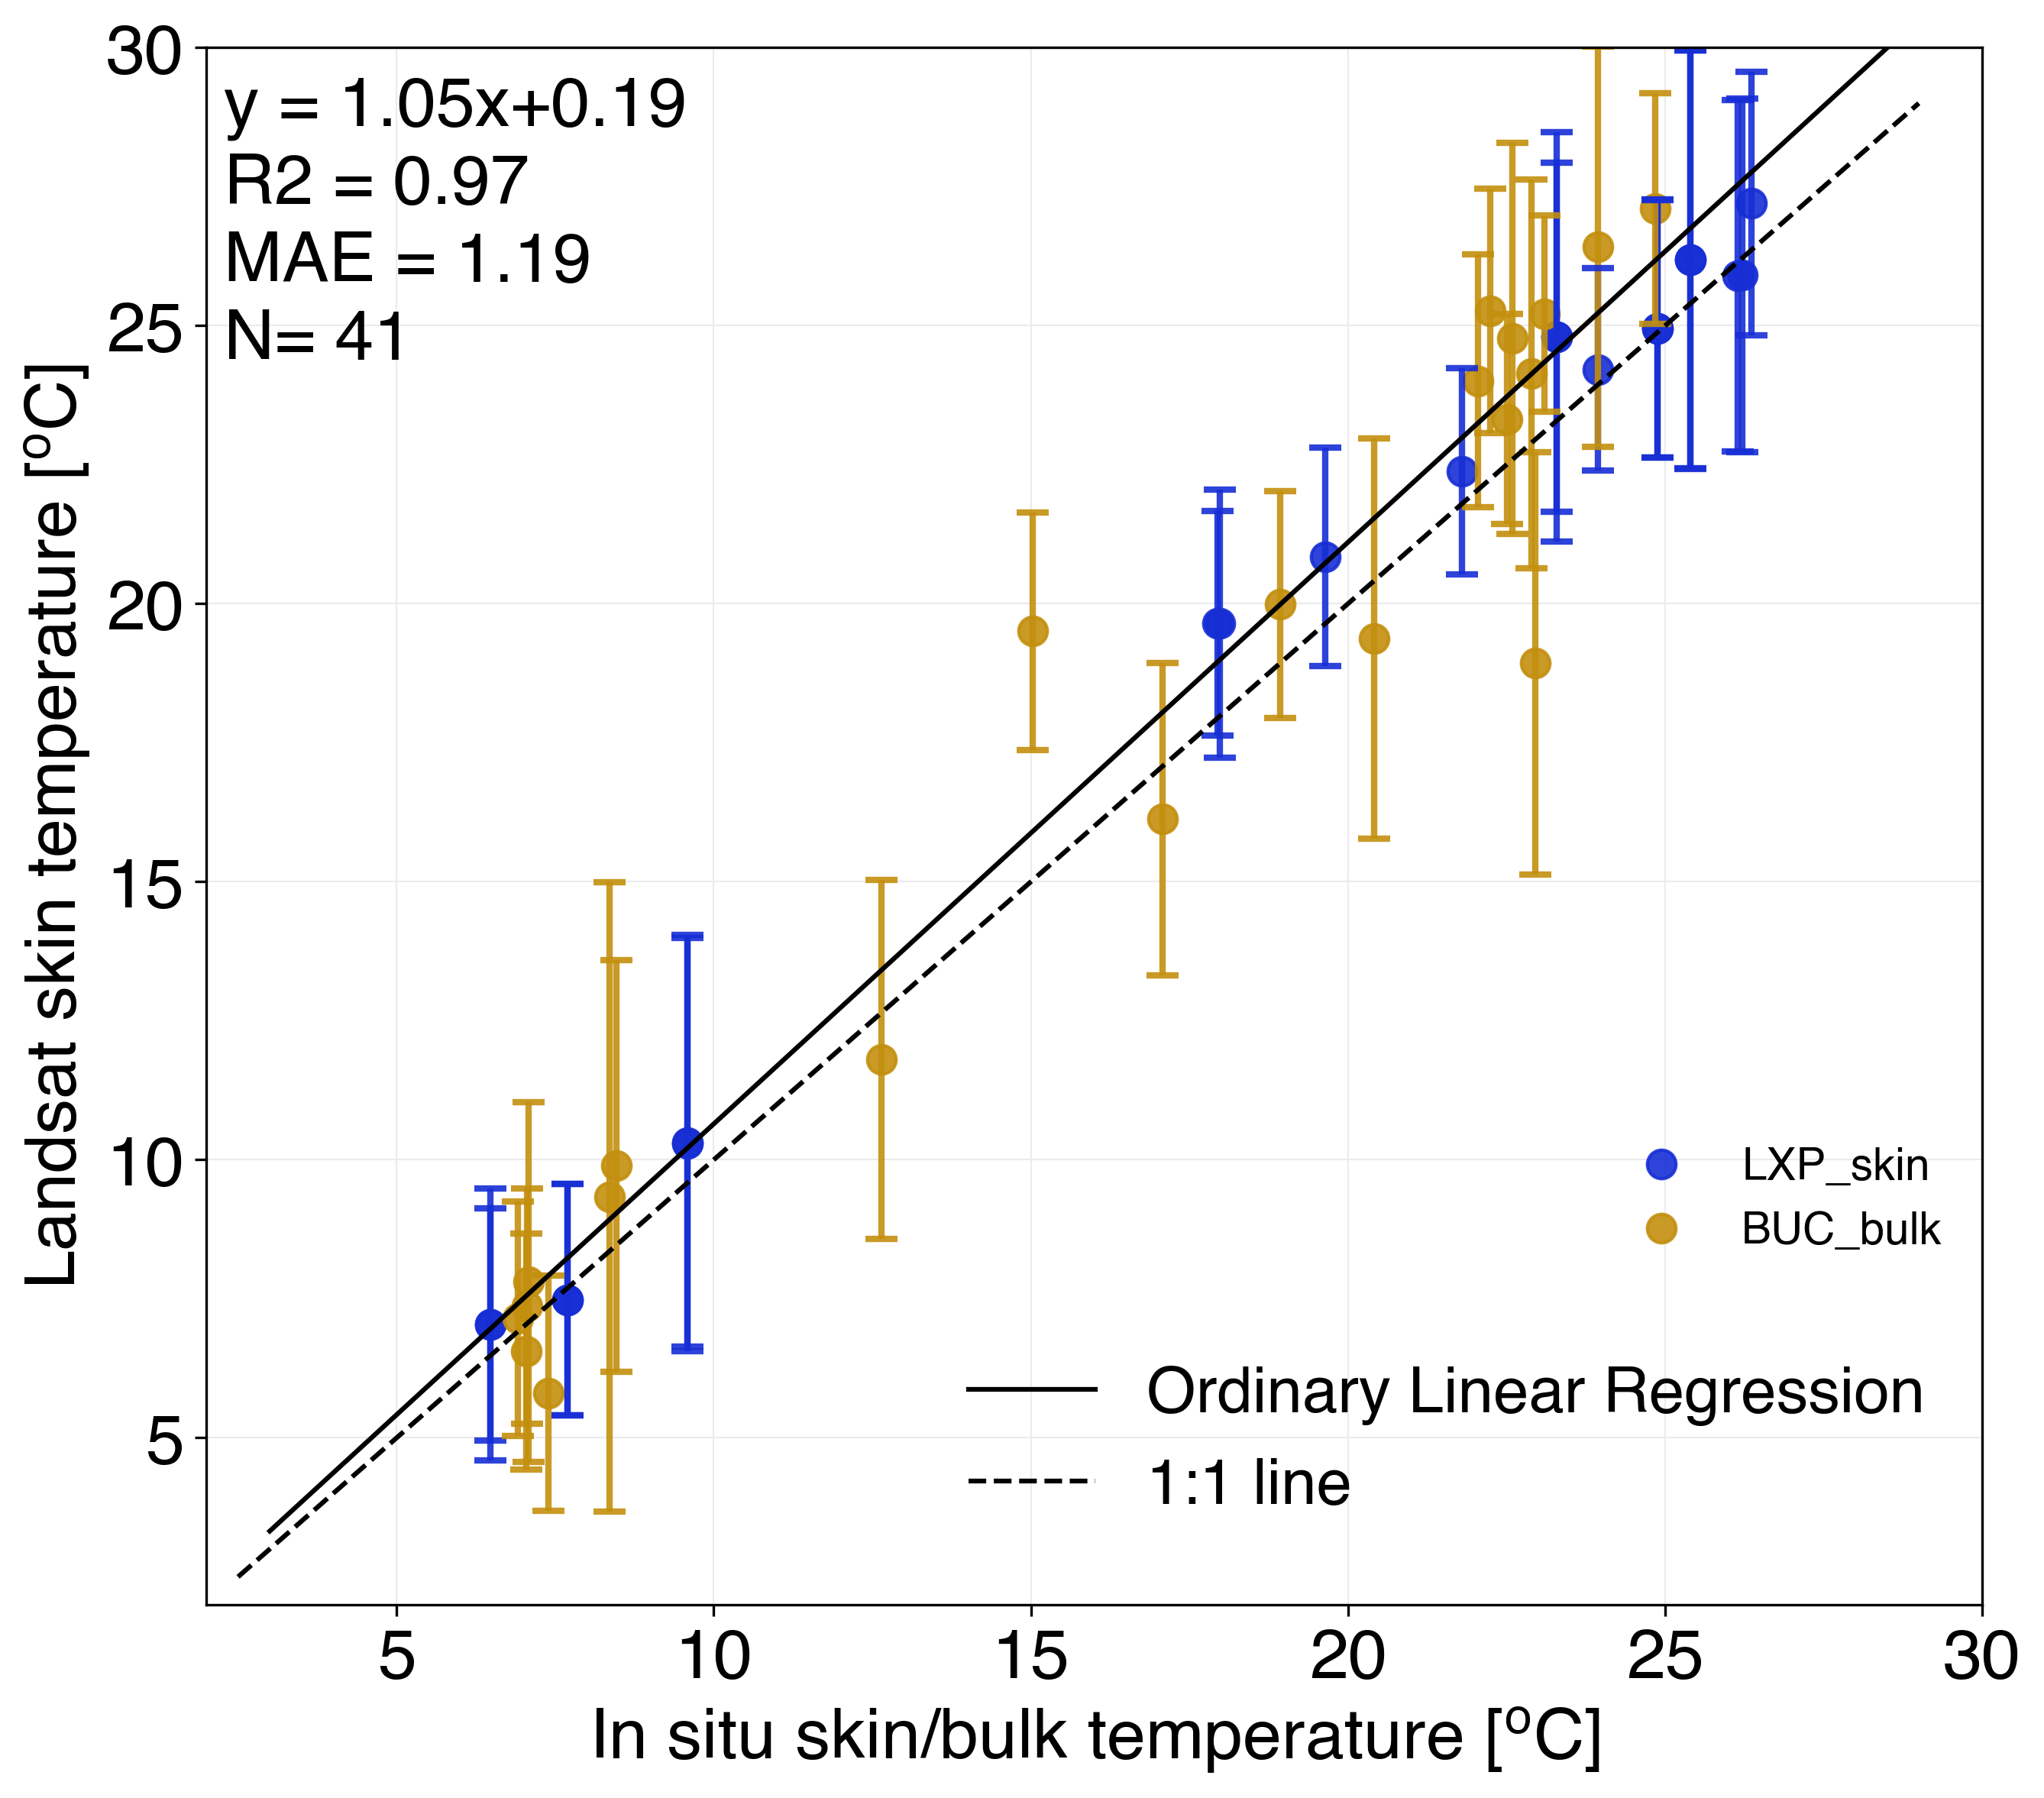 30
y = 1.05x+0.19
R2 = 0.97
MAE = 1.19
N= 41
25
20
15
10
5
Landsat skin temperature [°C]
LXP_skin
BUC_bulk
Ordinary Linear Regression
1:1 line
5 10 15 20 25 30
In situ skin/bulk temperature [°C]